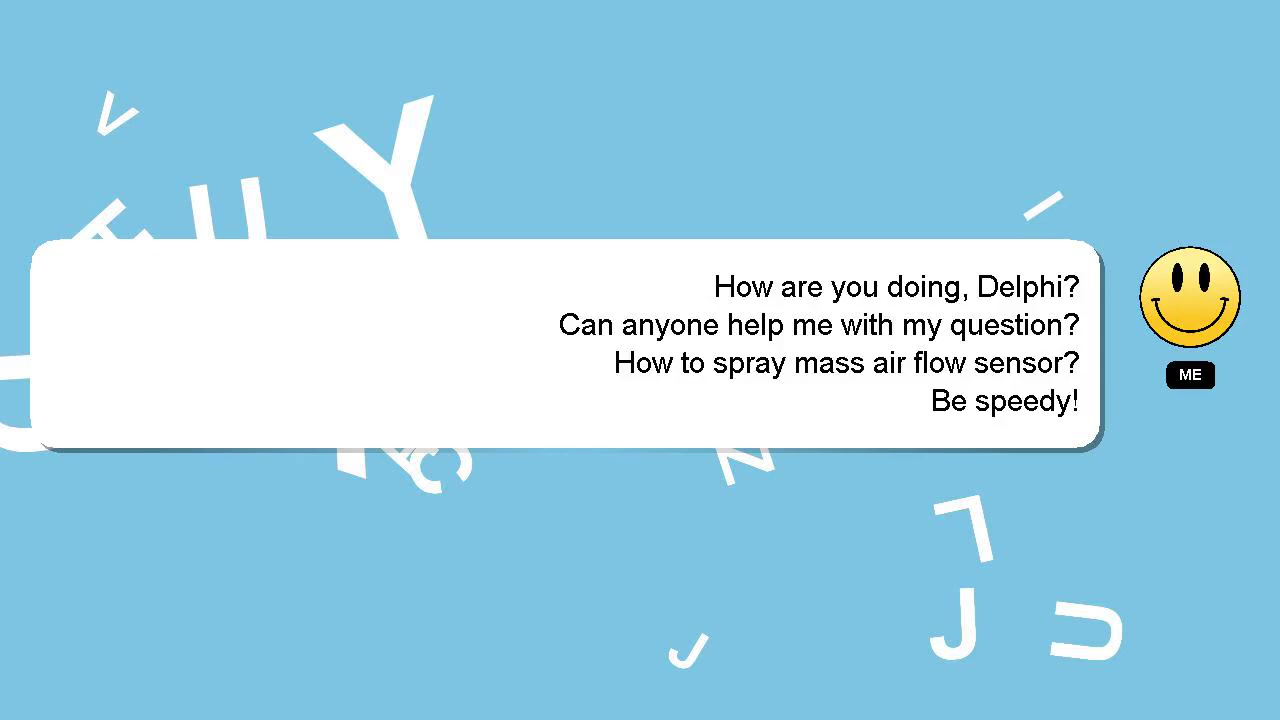 V
I
U
Y
I
How are you doing, Delphi?
Can anyone help me with my question?
How to spray mass air flow sensor?
Be speedy!
ME
N
L
J
U
J